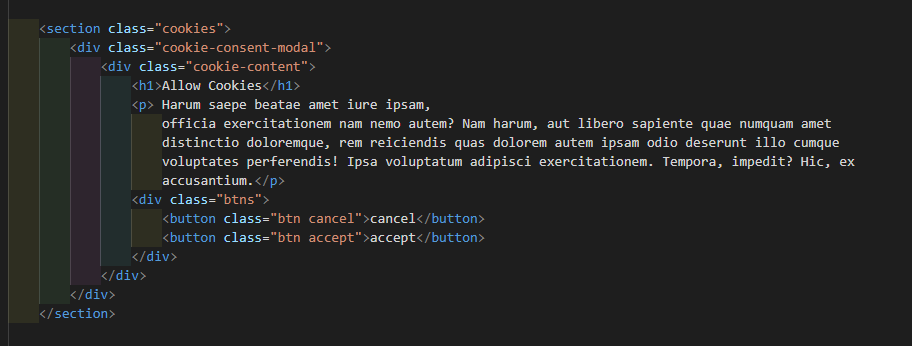 <section class="cookies">
<div class="cookie-consent-modal">
<div class="cookie-content">
<h1>Allow Cookies</h1>
<p> Harum saepe beatae amet iure ipsam,
officia exercitationem nam nemo autem? Nam harum, aut libero sapiente quae numquam amet
distinctio doloremque, rem reiciendis quas dolorem autem ipsam odio deserunt illo cumque
voluptates perferendis! Ipsa voluptatum adipisci exercitationem. Tempora, impedit? Hic, ex
accusantium.</p>
<div class="btns">
<button class="btn cancel">cancel</button>
<button class="btn accept">accept</button>
</div>
</div>
</div>
</section>